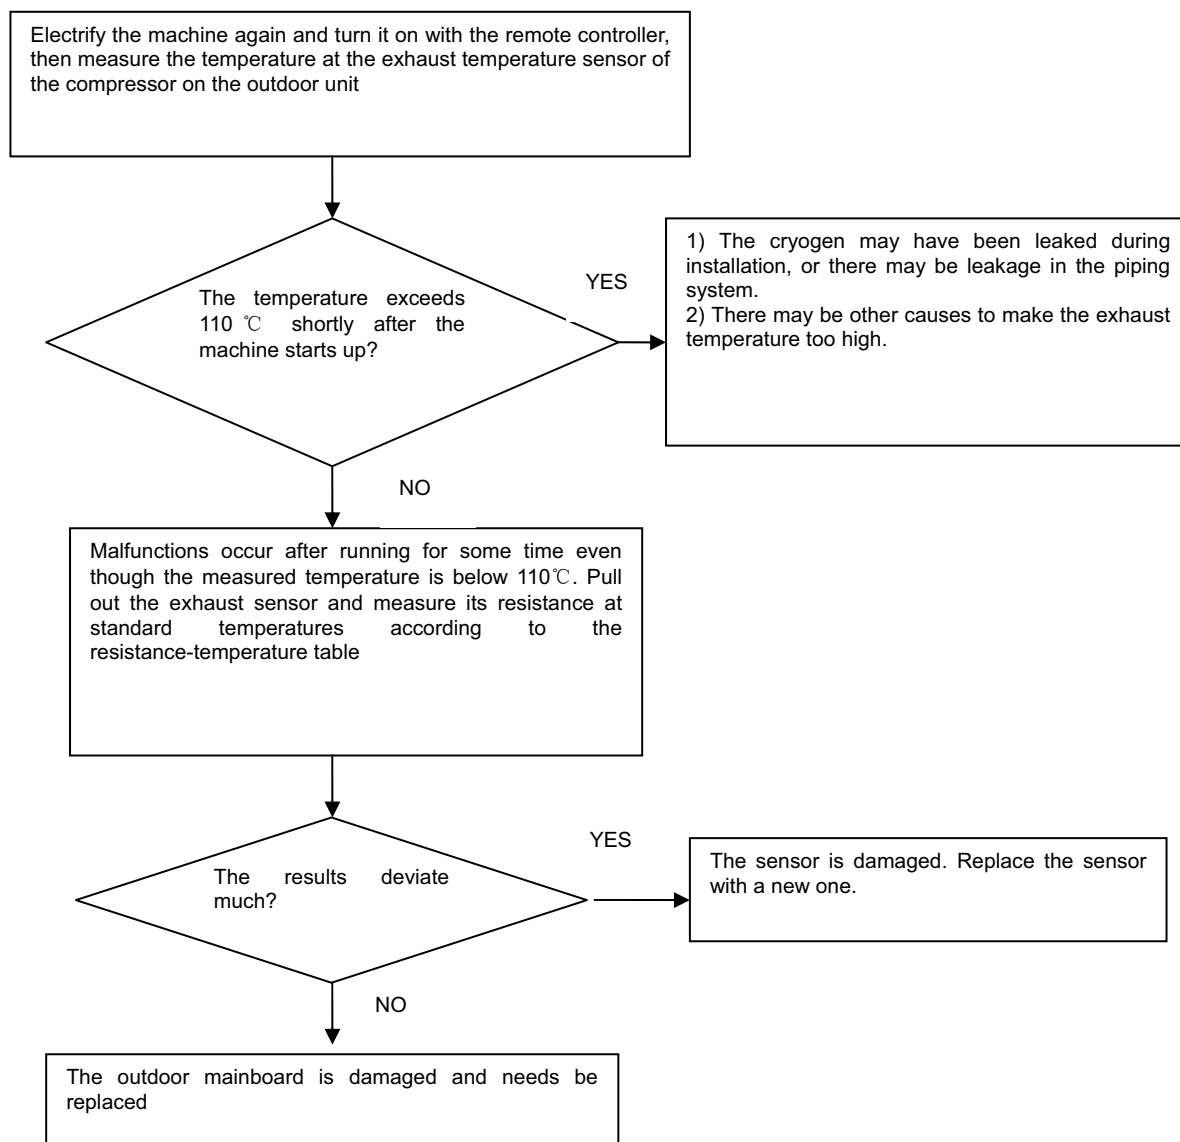 Electrify the machine again and turn it on with the remote controller,
then measure the temperature at the exhaust temperature sensor of
the compressor on the outdoor unit
The temperature exceeds
110 ℃ shortly after the
machine starts up?
YES
1) The cryogen may have been leaked during
installation, or there may be leakage in the piping
system.
2) There may be other causes to make the exhaust
temperature too high.
NO
Malfunctions occur after running for some time even
though the measured temperature is below 110℃. Pull
out the exhaust sensor and measure its resistance at
standard temperatures according to the
resistance-temperature table
The results deviate
much?
YES
The sensor is damaged. Replace the sensor
with a new one.
NO
The outdoor mainboard is damaged and needs be
replaced